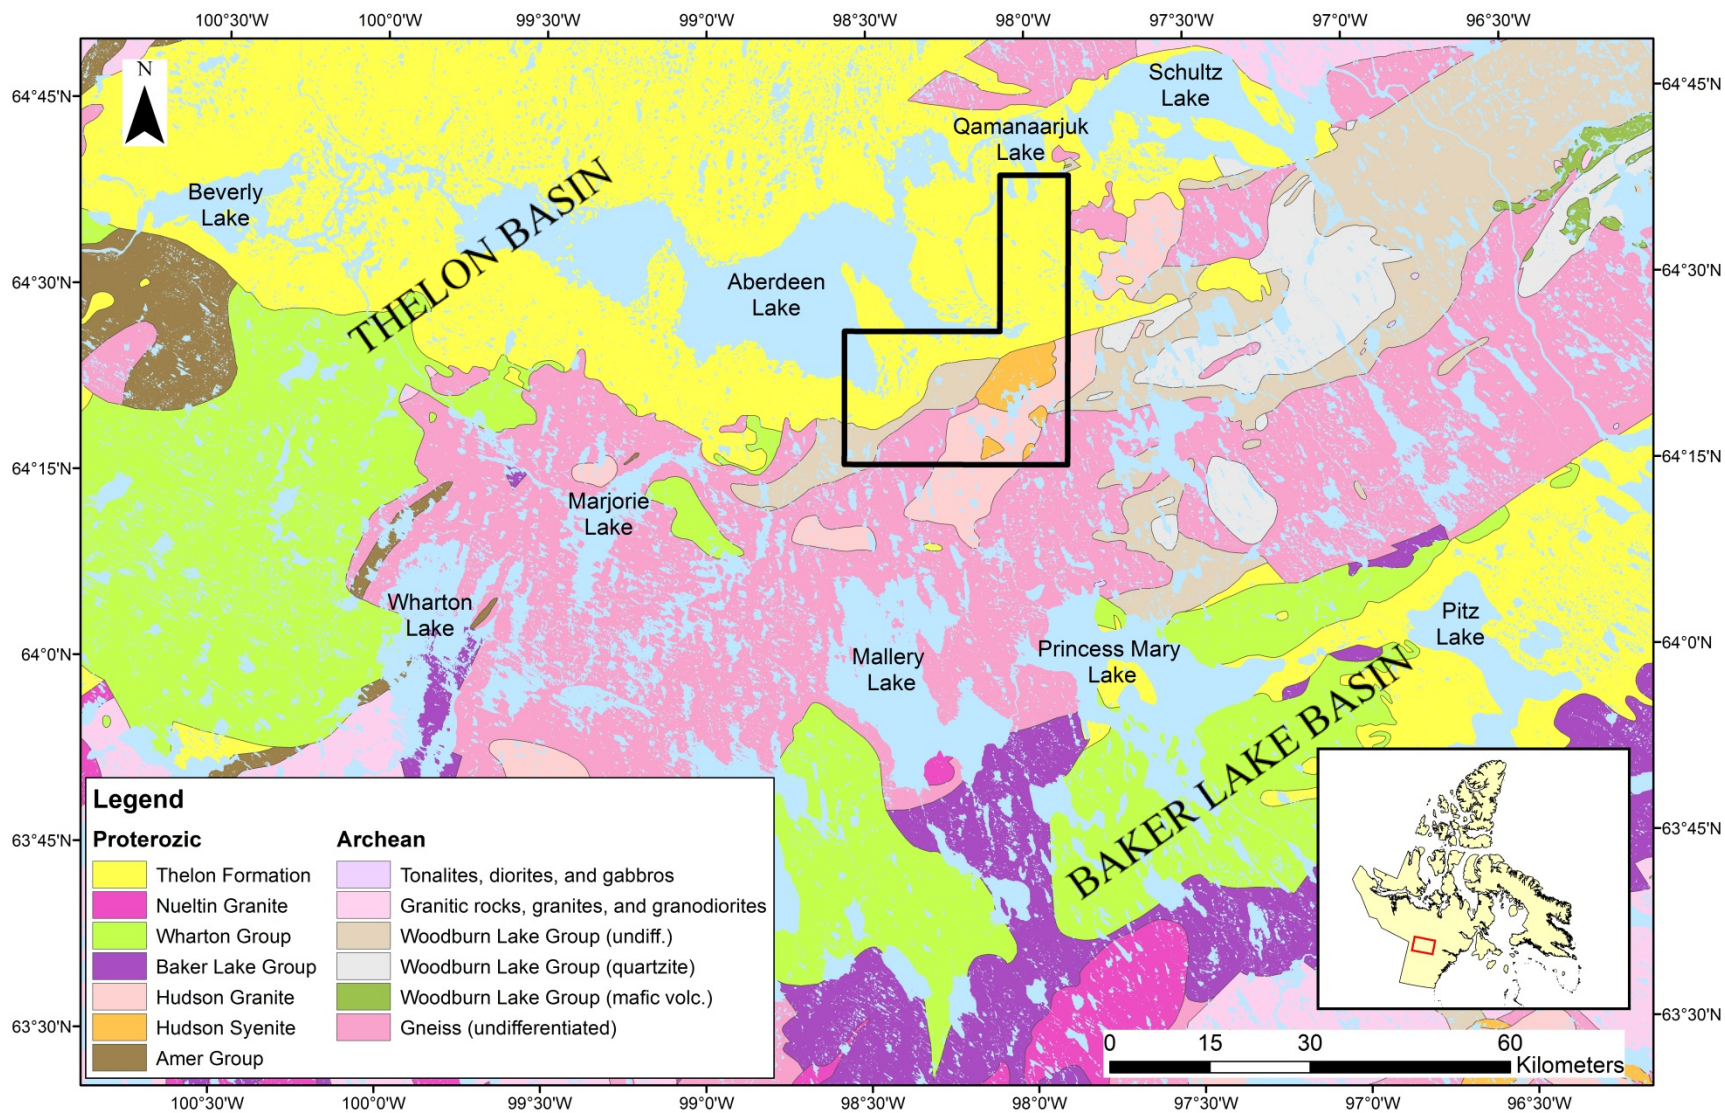 100°30'W 100°0'W 99°30'W 99°0'W 98°30'W 98°0'W 97°30'W 97°0'W 96°30'W
N
Schultz
Lake
64°45'N
64°45'N
Qamanaarjuk
Lake
Beverly
Lake
THELON BASIN
64°30'N
Aberdeen
Lake
64°30'N
64°15'N
64°15'N
Marjorie
Lake
Wharton
Lake
Pitz
Lake
64°0'N
Mallery
Lake
Princess Mary
Lake
64°0'N
BAKER LAKE BASIN
63°45'N
63°45'N
63°30'N
63°30'N
Legend
Proterozic
Thelon Formation
Nueltin Granite
Wharton Group
Baker Lake Group
Hudson Granite
Hudson Syenite
Amer Group
Archean
Tonalites, diorites, and gabbros
Granitic rocks, granites, and granodiorites
Woodburn Lake Group (undiff.)
Woodburn Lake Group (quartzite)
Woodburn Lake Group (mafic volc.)
Gneiss (undifferentiated)
0 15 30 60
Kilometers
100°30'W 100°0'W 99°30'W 99°0'W 98°30'W 98°0'W 97°30'W 97°0'W 96°30'W